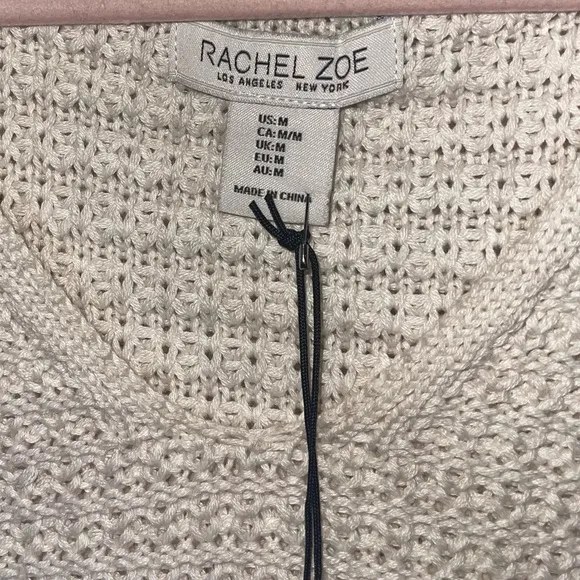 RACHEL ZOE
LOS ANGELES NEW YORK
US:M
CA:M/M
UK:M
EU:M
AU:M
MADE IN CHINA